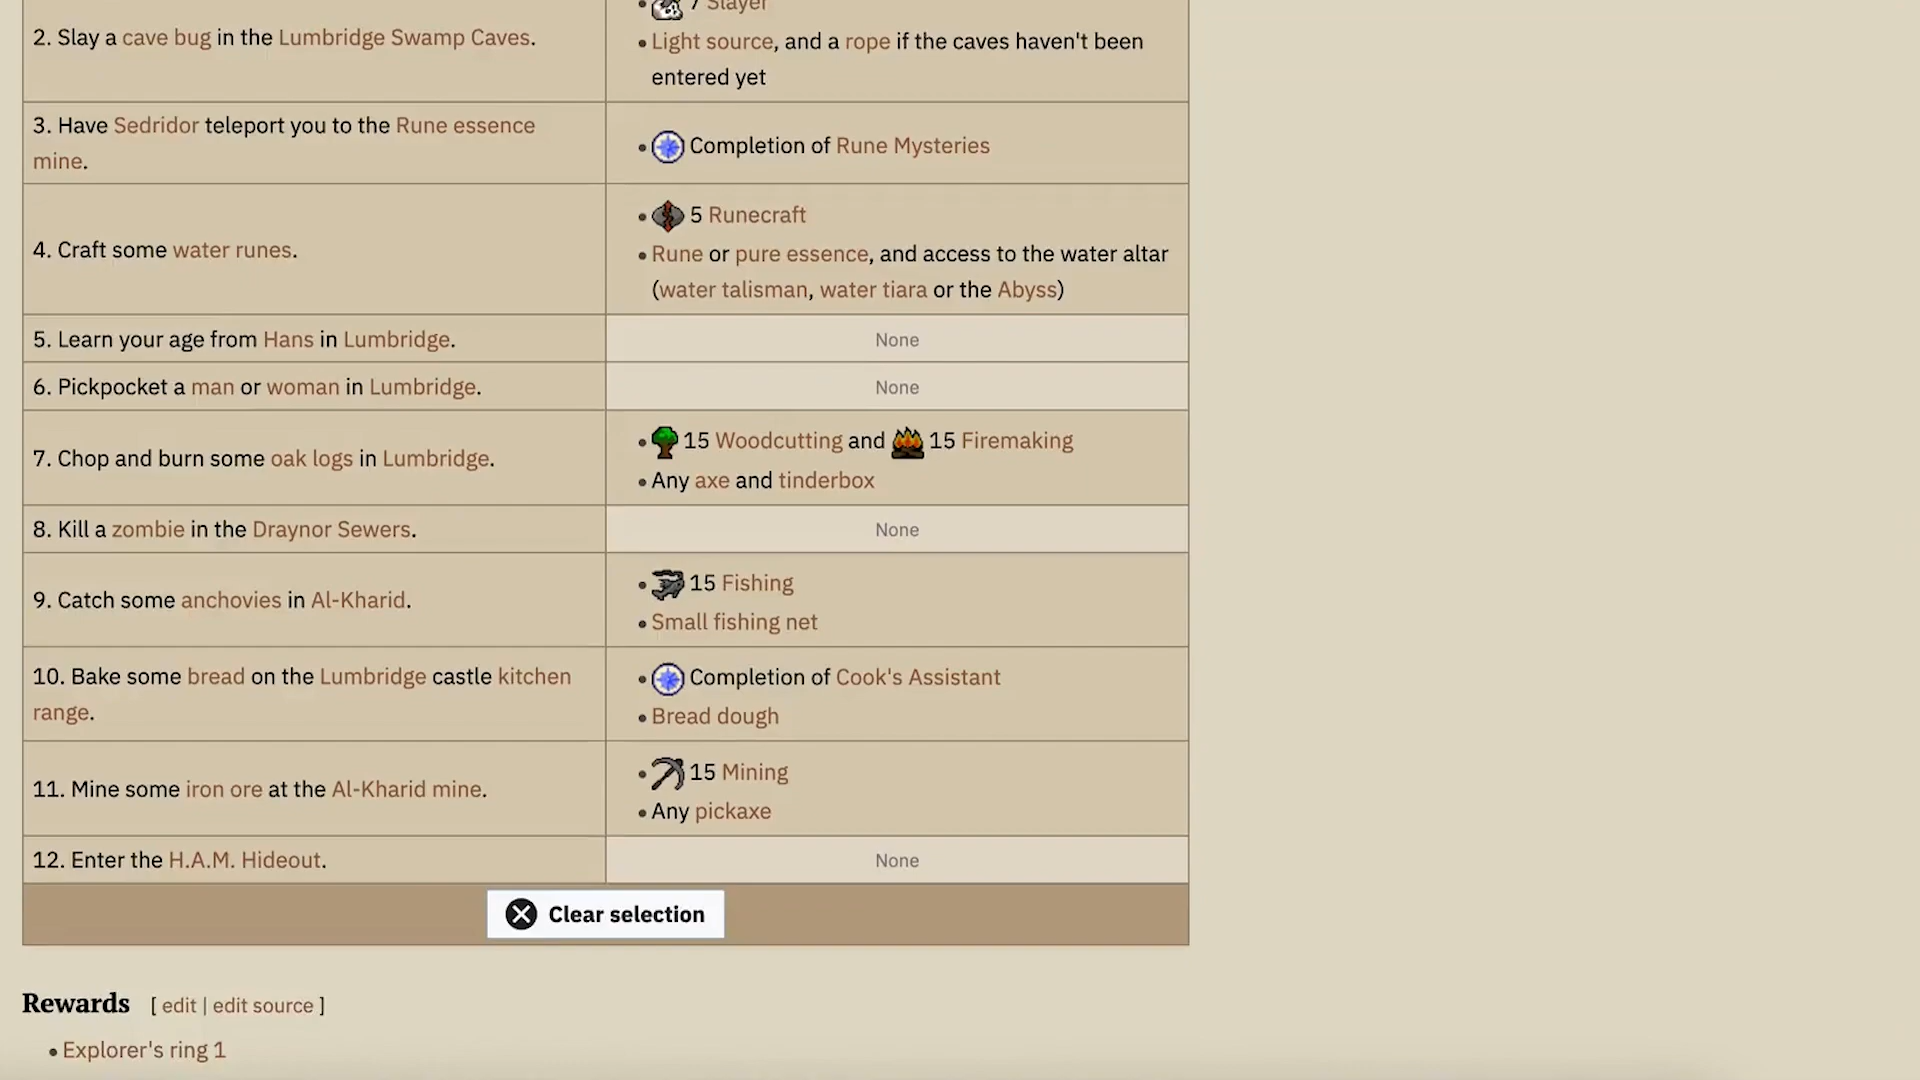 7 Slayer
2. Slay a cave bug in the Lumbridge Swamp Caves.
Light source, and a rope if the caves haven't been
entered yet
3. Have Sedridor teleport you to the Rune essence
mine.
Completion of Rune Mysteries
5 Runecraft
4. Craft some water runes.
Rune or pure essence, and access to the water altar
(water talisman, water tiara or the Abyss)
5. Learn your age from Hans in Lumbridge.
None
6. Pickpocket a man or woman in Lumbridge.
None
7. Chop and burn some oak logs in Lumbridge.
15 Woodcutting and 15 Firemaking
Any axe and tinderbox
8. Kill a zombie in the Draynor Sewers.
None
9. Catch some anchovies in Al-Kharid.
15 Fishing
Small fishing net
10. Bake some bread on the Lumbridge castle kitchen
range.
Completion of Cook's Assistant
Bread dough
11. Mine some iron ore at the Al-Kharid mine.
15 Mining
Any pickaxe
12. Enter the H.A.M. Hideout.
None
Clear selection
Rewards [ edit | edit source ]
Explorer's ring 1